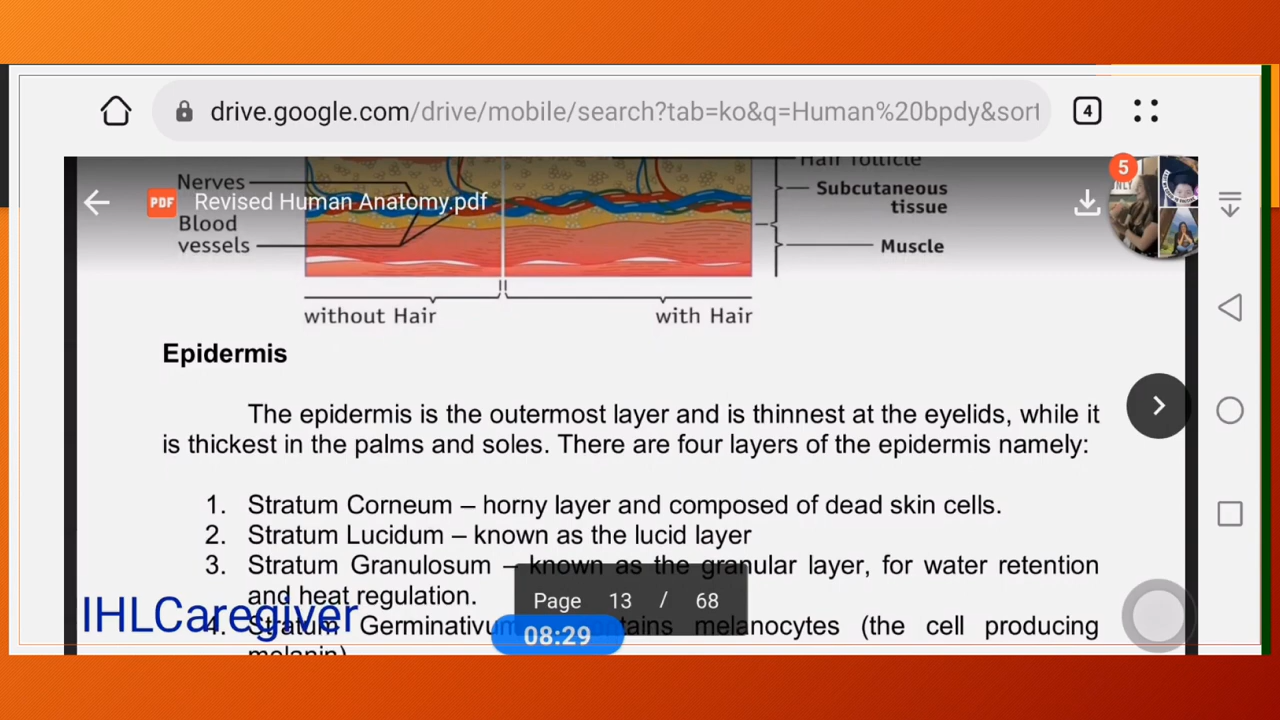 drive.google.com/drive/mobile/search?tab=ko&q=Human%20bpdy&sort
4
5
Hair follicle
Nerves
Subcutaneous
tissue
PDF Revised Human Anatomy.pdf
Blood
vessels
Muscle
without Hair
with Hair
Epidermis
The epidermis is the outermost layer and is thinnest at the eyelids, while it
is thickest in the palms and soles. There are four layers of the epidermis namely:
1. Stratum Corneum – horny layer and composed of dead skin cells.
2. Stratum Lucidum – known as the lucid layer
3. Stratum Granulosum – known as the granular layer, for water retention
and heat regulation.
Page 13 / 68
IHLCaregiver
4. Stratum melanocytes (the cell producing
08:29
melanin)